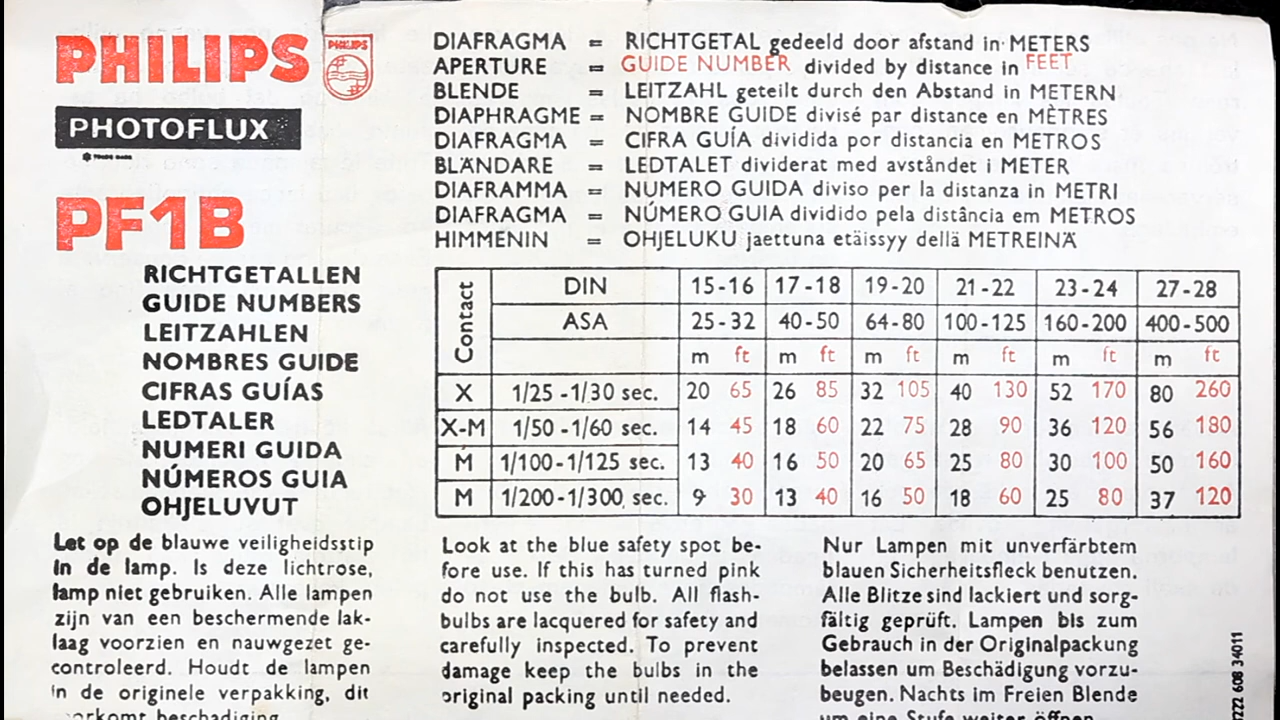 PHILIPS
PHILIPS
PHOTOFLUX
TRADE MARK
PF1B
RICHTGETALLEN
GUIDE NUMBERS
LEITZAHLEN
NOMBRES GUIDE
CIFRAS GUÍAS
LEDTALER
NUMERI GUIDA
NÚMEROS GUIA
OHJELUVUT
DIAFRAGMA = RICHTGETAL gedeeld door afstand in METERS
APERTURE = GUIDE NUMBER divided by distance in FEET
BLENDE = LEITZAHL geteilt durch den Abstand in METERN
DIAPHRAGME = NOMBRE GUIDE divisé par distance en MÈTRES
DIAFRAGMA = CIFRA GUÍA dividida por distancia en METROS
BLÄNDARE = LEDTALET dividerat med avståndet i METER
DIAFRAMMA = NUMERO GUIDA diviso per la distanza in METRI
DIAFRAGMA = NÚMERO GUIA dividido pela distância em METROS
HIMMENIN = OHJELUKU jaettuna etäissyy dellä METREINÄ
Contact DIN 15-16 17-18 19-20 21-22 23-24 27-28
ASA 25-32 40-50 64-80 100-125 160-200 400-500
m ft m ft m ft m ft m ft m ft
X 1/25-1/30 sec. 20 65 26 85 32 105 40 130 52 170 80 260
X-M 1/50-1/60 sec. 14 45 18 60 22 75 28 90 36 120 56 180
M 1/100-1/125 sec. 13 40 16 50 20 65 25 80 30 100 50 160
M 1/200-1/300 sec. 9 30 13 40 16 50 18 60 25 80 37 120
Let op de blauwe veiligheidsstip
in de lamp. Is deze lichtrose,
lamp niet gebruiken. Alle lampen
zijn van een beschermende lak-
laag voorzien en nauwgezet ge-
controleerd. Houdt de lampen
in de originele verpakking, dit
beschadiging
Look at the blue safety spot be-
fore use. If this has turned pink
do not use the bulb. All flash-
bulbs are lacquered for safety and
carefully inspected. To prevent
damage keep the bulbs in the
original packing until needed.
Nur Lampen mit unverfärbtem
blauen Sicherheitsfleck benutzen
Alle Blitze sind lackiert und sorg-
fältig geprüft. Lampen bis zum
Gebrauch in der Originalpackung
belassen um Beschädigung vorzu-
beugen. Nachts im Freien Blende
um eine Stufe weiter öffnen
7222 608 34011